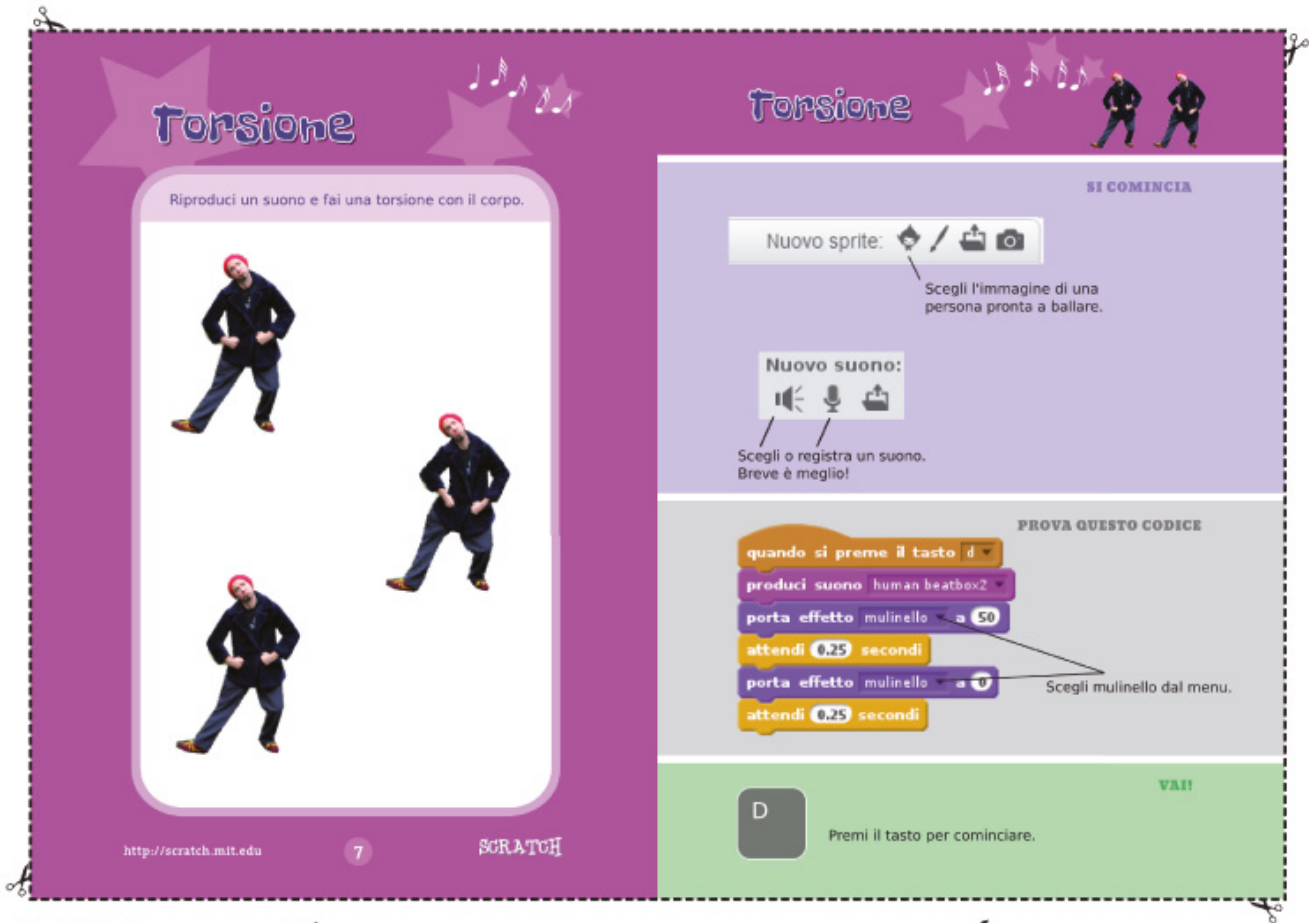 Torsione
Riproduci un suono e fai una torsione con il corpo.
http://scratch.mit.edu
7
SCRATCH
Torsione
SI COMINCIA
Nuovo sprite:
Scegli l'immagine di una
persona pronta a ballare.
Nuovo suono:
Scegli o registra un suono.
Breve è meglio!
PROVA QUESTO CODICE
quando si preme il tasto d
produci suono human beatbox2
porta effetto mulinello a 50
attendi 0.25 secondi
porta effetto mulinello a 0
attendi 0.25 secondi
Scegli mulinello dal menu.
VAI!
D
Premi il tasto per cominciare.